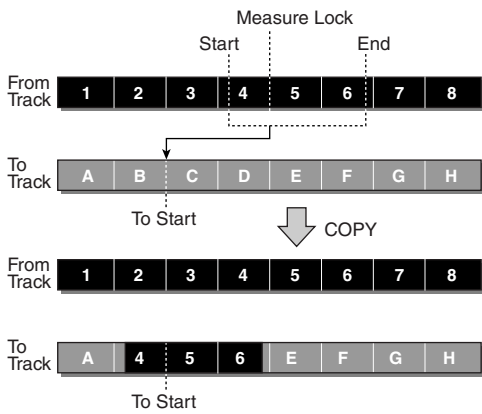 Measure Lock
Start End
From Track 1 2 3 4 5 6 7 8
To Track A B C D E F G H
To Start
COPY
From Track 1 2 3 4 5 6 7 8
To Track A 4 5 6 E F G H
To Start